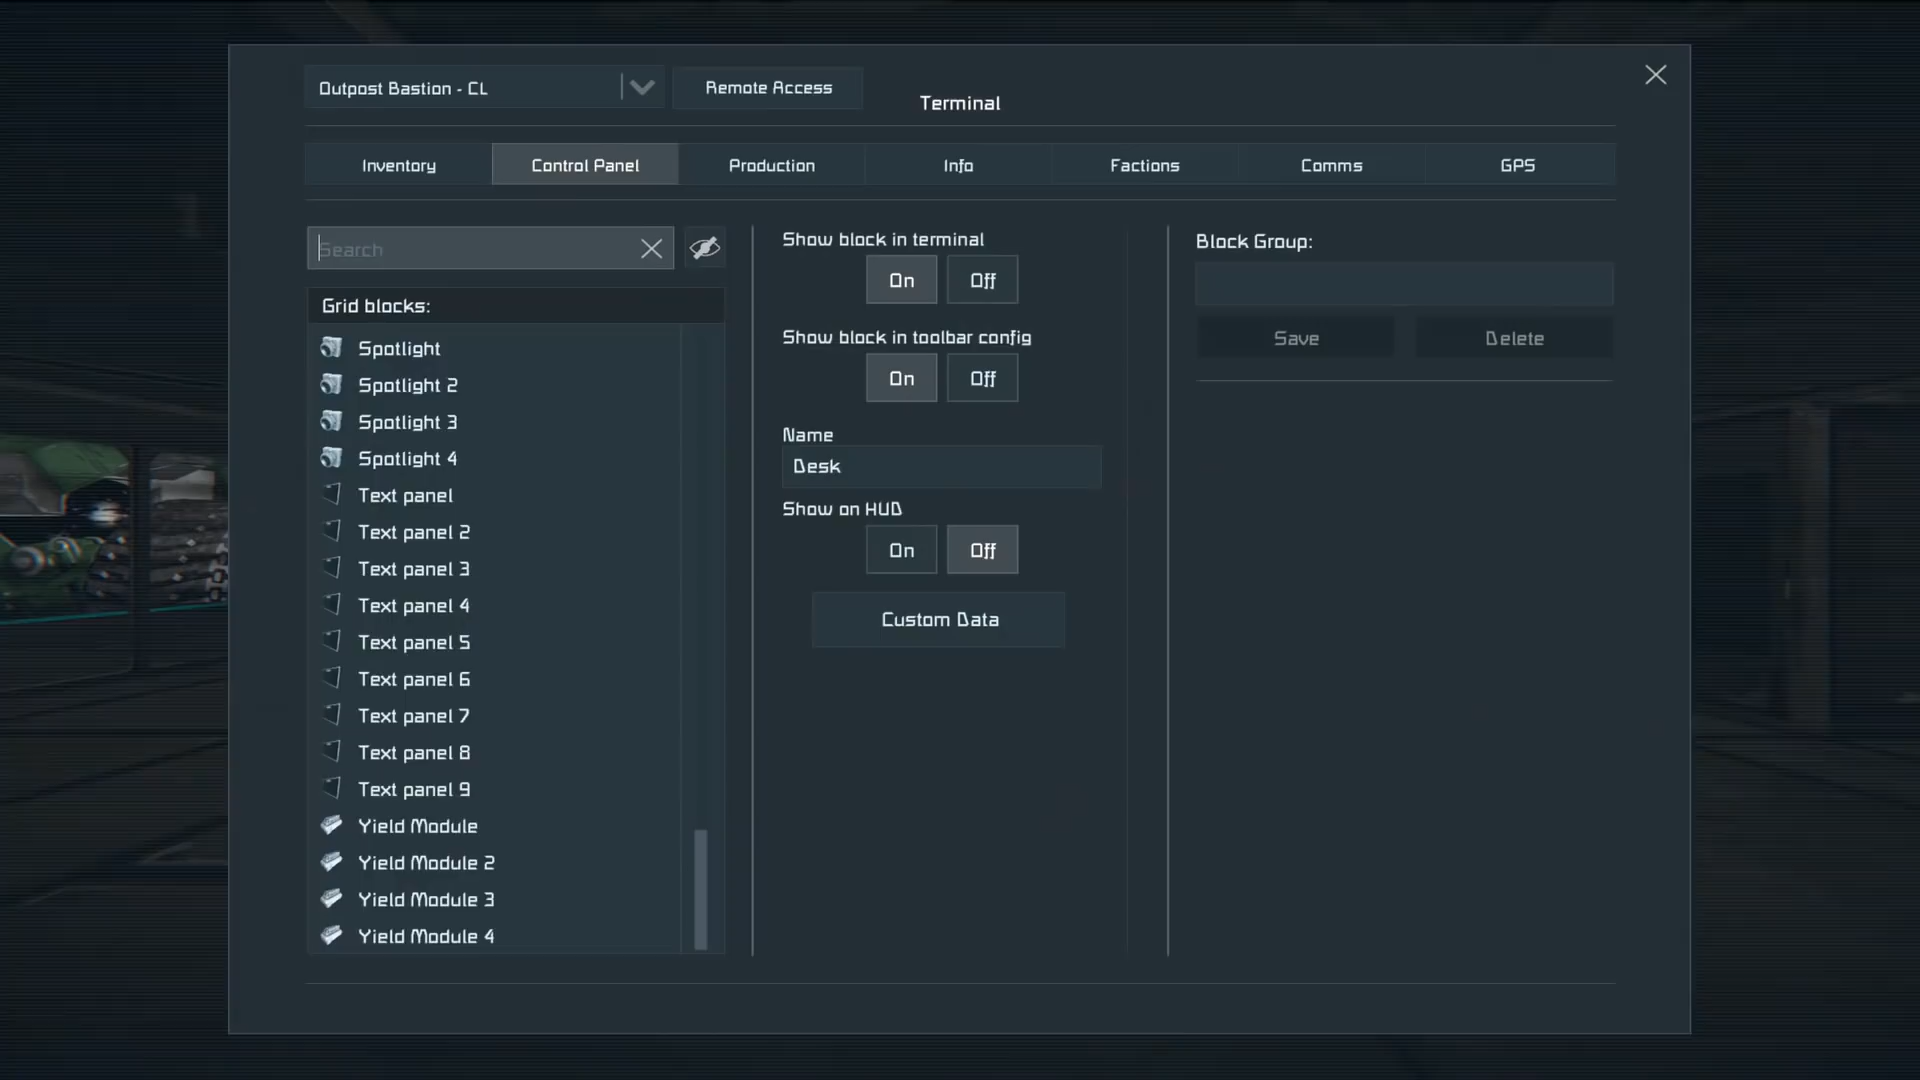 Outpost Bastion - CL
Remote Access
Terminal
Inventory
Control Panel
Production
Info
Factions
Comms
GPS
Search
Grid blocks:
Spotlight
Spotlight 2
Spotlight 3
Spotlight 4
Text panel
Text panel 2
Text panel 3
Text panel 4
Text panel 5
Text panel 6
Text panel 7
Text panel 8
Text panel 9
Yield Module
Yield Module 2
Yield Module 3
Yield Module 4
Show block in terminal
On Off
Show block in toolbar config
On Off
Name
Desk
Show on HUD
On Off
Custom Data
Block Group:
Save Delete